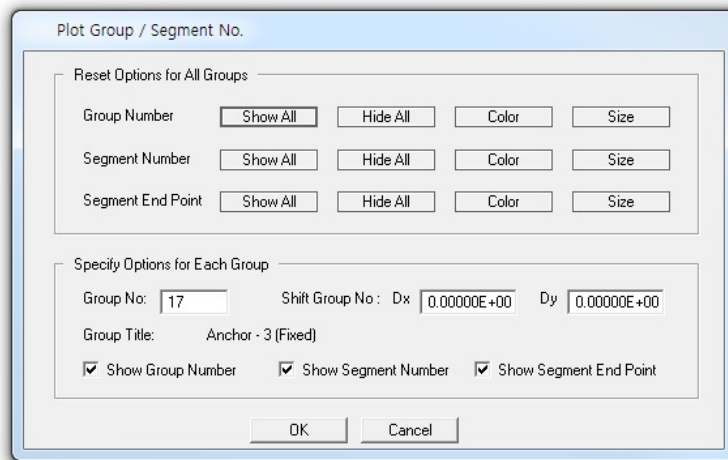 Plot Group / Segment No.
Reset Options for All Groups
Group Number Show All Hide All Color Size
Segment Number Show All Hide All Color Size
Segment End Point Show All Hide All Color Size
Specify Options for Each Group
Group No: 17 Shift Group No : Dx 0.00000E+00 Dy 0.00000E+00
Group Title: Anchor - 3 (Fixed)
Show Group Number Show Segment Number Show Segment End Point
OK Cancel